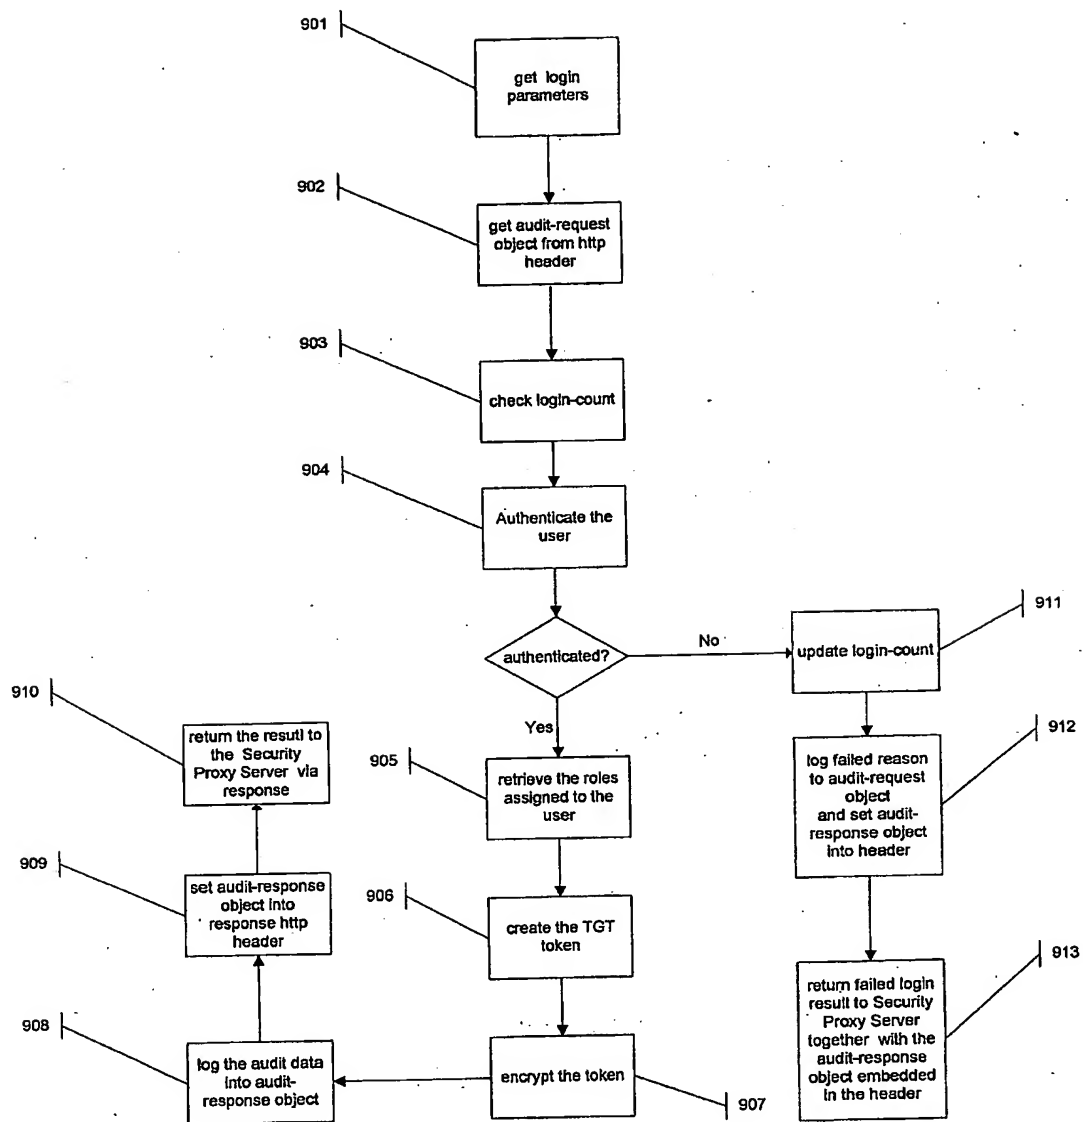 901
get login
parameters
902
get audit-request
object from http
header
903
check login-count
904
Authenticate the
user
authenticated?
No
update login-count
911
Yes
910
return the resutl to
the Security
Proxy Server via
response
905
retrieve the roles
assigned to the
user
log failed reason
to audit-request
object
and set audit-
response object
into header
912
909
set audit-response
object into
response http
header
906
create the TGT
token
908
log the audit data
into audit-
response object
encrypt the token
907
return failed login
result to Security
Proxy Server
together with the
audit-response
object embedded
in the header
913